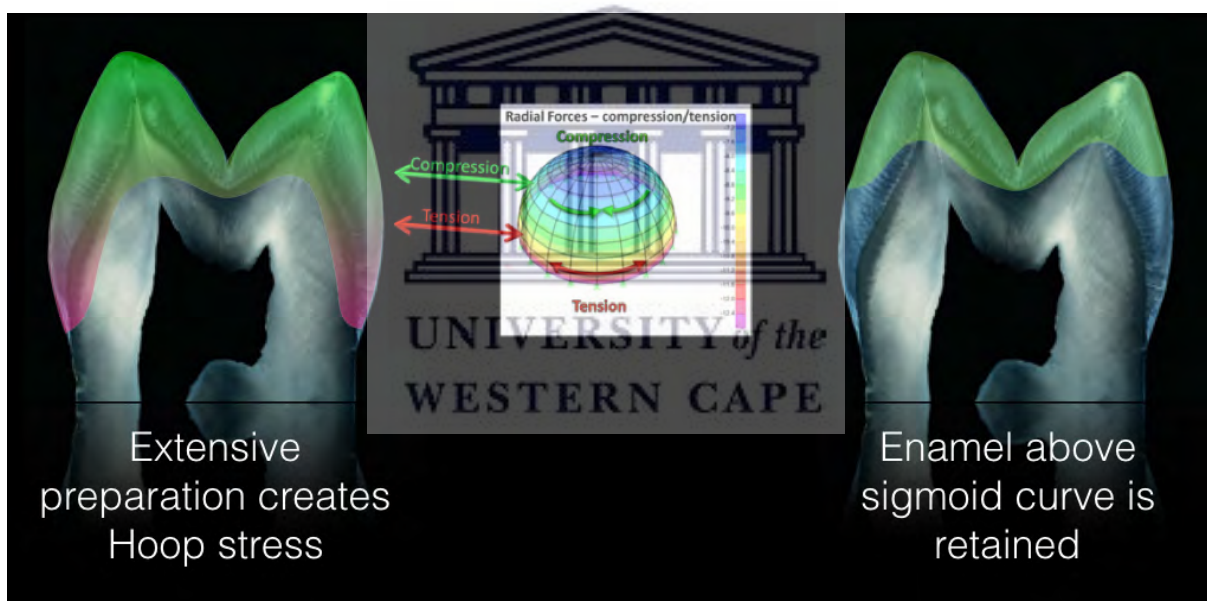 Radial Forces – compression/tension
Compression
Compression
Tension
Tension
UNIVERSITY of the
WESTERN CAPE
Extensive
preparation creates
Hoop stress
Enamel above
sigmoid curve is
retained